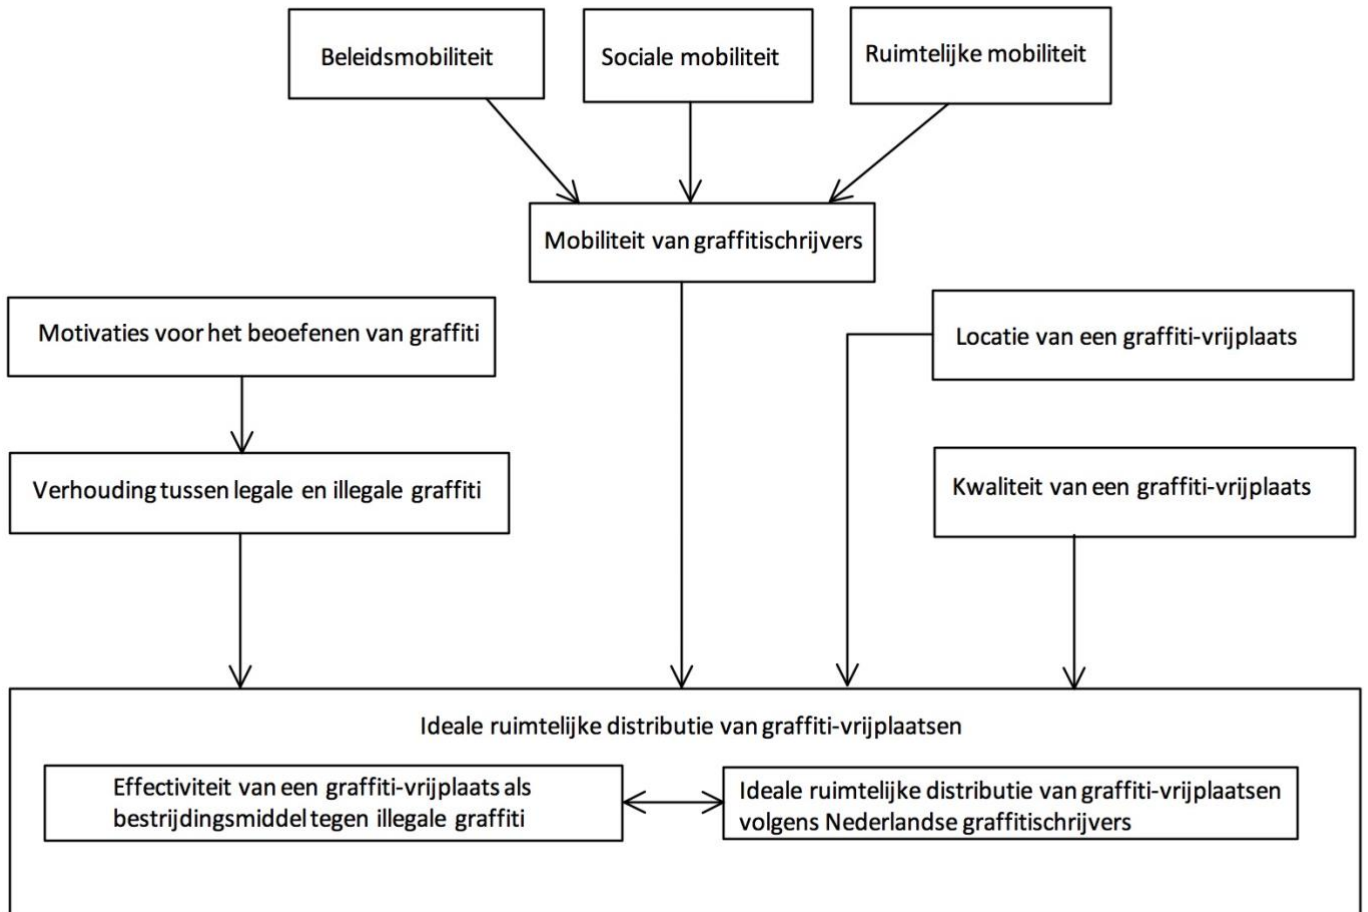 Beleidsmobiliteit
Sociale mobiliteit
Ruimtelijke mobiliteit
Mobiliteit van graffitischrijvers
Motivaties voor het beoefenen van graffiti
Locatie van een graffiti-vrijplaats
Verhouding tussen legale en illegale graffiti
Kwaliteit van een graffiti-vrijplaats
Ideale ruimtelijke distributie van graffiti-vrijplaatsen
Effectiviteit van een graffiti-vrijplaats als
bestrijdingsmiddel tegen illegale graffiti
Ideale ruimtelijke distributie van graffiti-vrijplaatsen
volgens Nederlandse graffitischrijvers